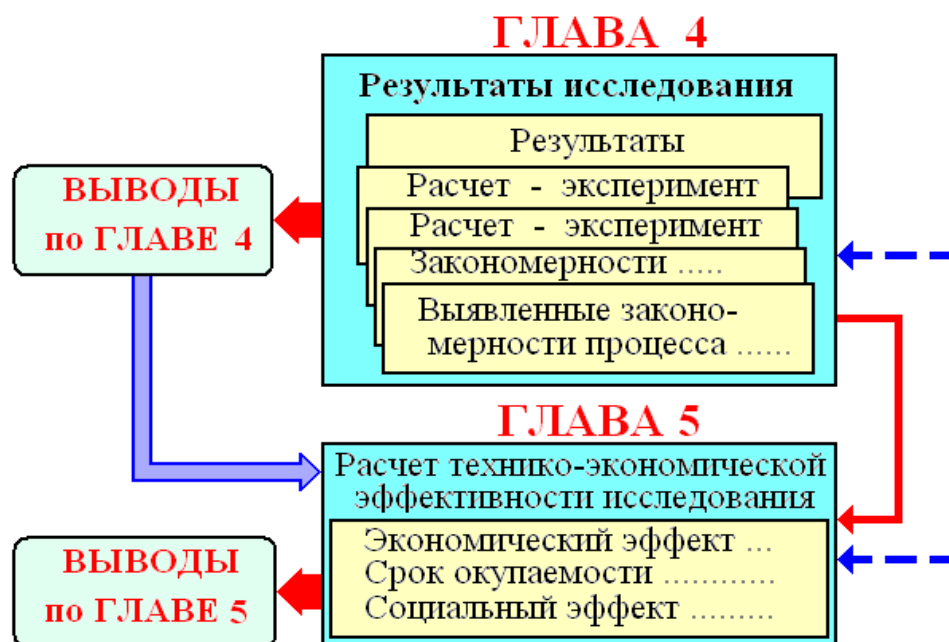 ГЛАВА 4
Результаты исследования
Результаты
Расчет - эксперимент
Расчет - эксперимент
Закономерности .....
Выявленные законо-
мерности процесса ......
ВЫВОДЫ
по ГЛАВЕ 4
ГЛАВА 5
Расчет технико-экономической
эффективности исследования
Экономический эффект ...
Срок окупаемости ............
Социальный эффект .........
ВЫВОДЫ
по ГЛАВЕ 5